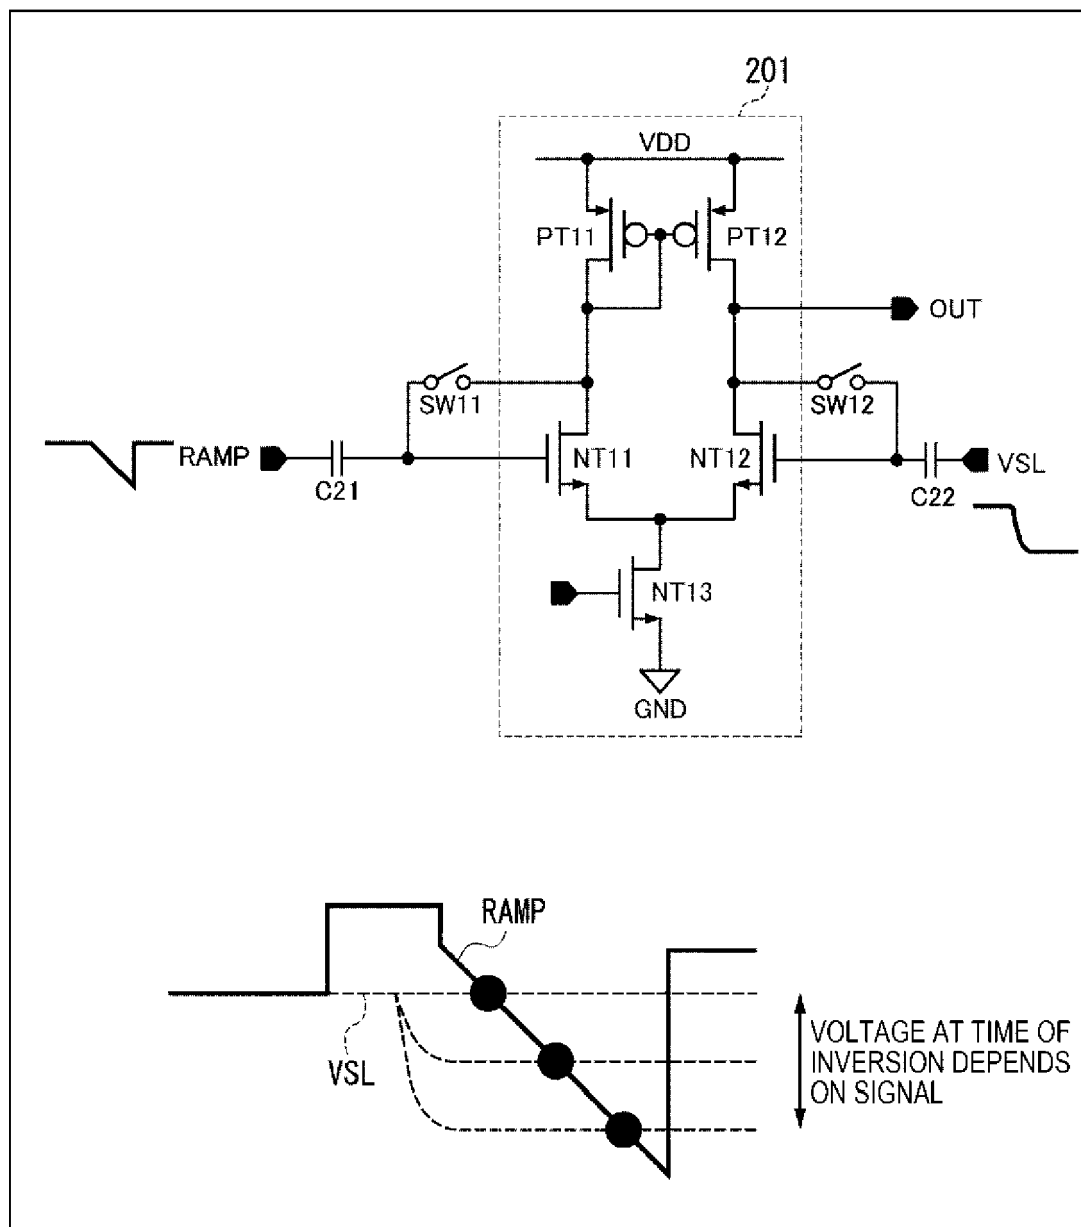 201
VDD
PT11
PT12
OUT
SW11
SW12
RAMP
C21
NT11
NT12
C22
VSL
NT13
GND
RAMP
VSL
VOLTAGE AT TIME OF
INVERSION DEPENDS
ON SIGNAL